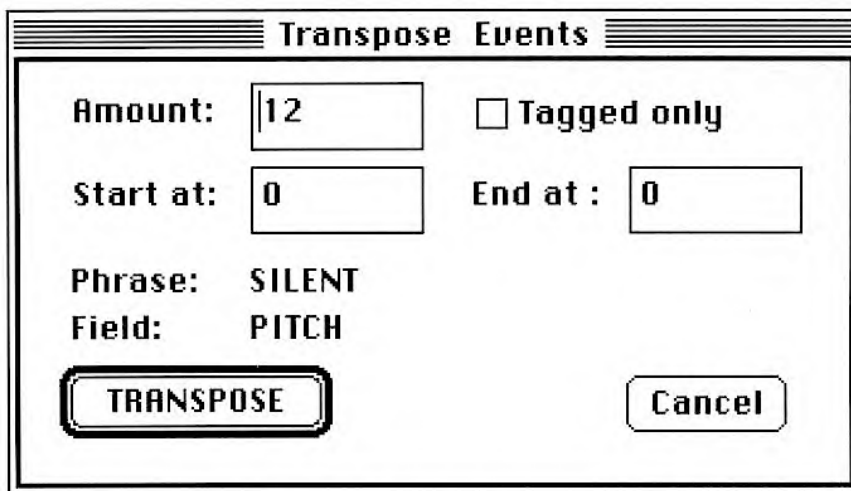 Transpose Events
Amount: 12 Tagged only
Start at: 0 End at : 0
Phrase: SILENT
Field: PITCH
TRANSPOSE Cancel